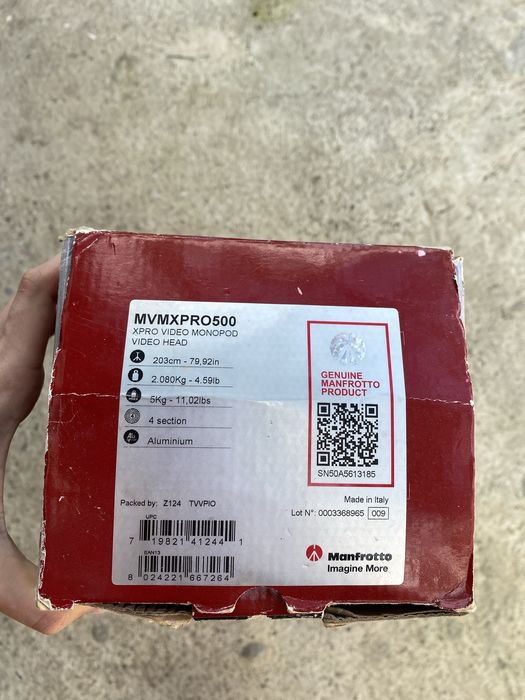 MVMXPRO500
XPRO VIDEO MONOPOD
VIDEO HEAD
203cm - 79,92in
2.080Kg - 4.59lb
5Kg - 11,02lbs
4 section
Aluminium
GENUINE
MANFROTTO
PRODUCT
SN50A5613185
Made in Italy
Packed by: Z124 TVVPIO
Lot N°: 0003368965 009
UPC
7 19821 41244 1
EAN13
8 024221 667264
Manfrotto
Imagine More